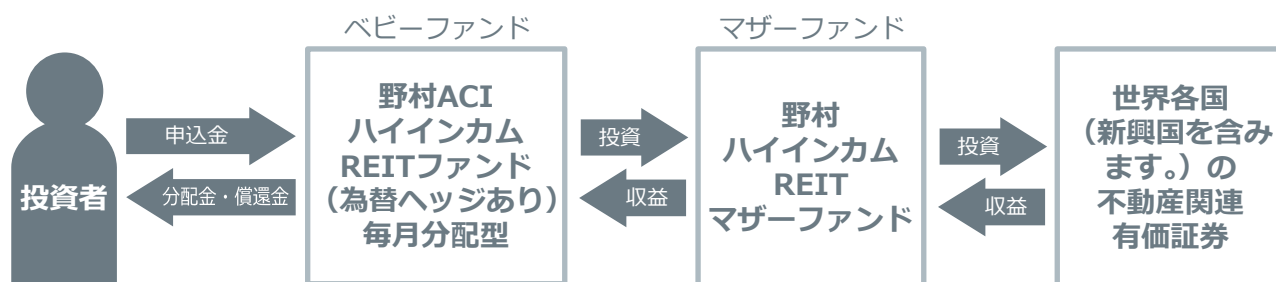 ベビーファンド
マザーファンド
投資者
申込金
分配金・償還金
野村ACI
ハイインカム
REITファンド
（為替ヘッジあり）
毎月分配型
投資
収益
野村
ハイインカム
REIT
マザーファンド
投資
収益
世界各国
（新興国を含み
ます。）の
不動産関連
有価証券